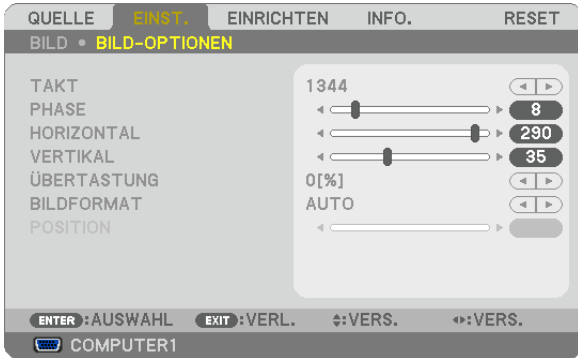 QUELLE EINST. EINRICHTEN INFO. RESET
BILD • BILD-OPTIONEN
TAKT 1344
PHASE 8
HORIZONTAL 290
VERTIKAL 35
ÜBERTASTUNG 0[%]
BILDFORMAT AUTO
POSITION
ENTER :AUSWAHL EXIT :VERL. :VERS. :VERS.
COMPUTER1